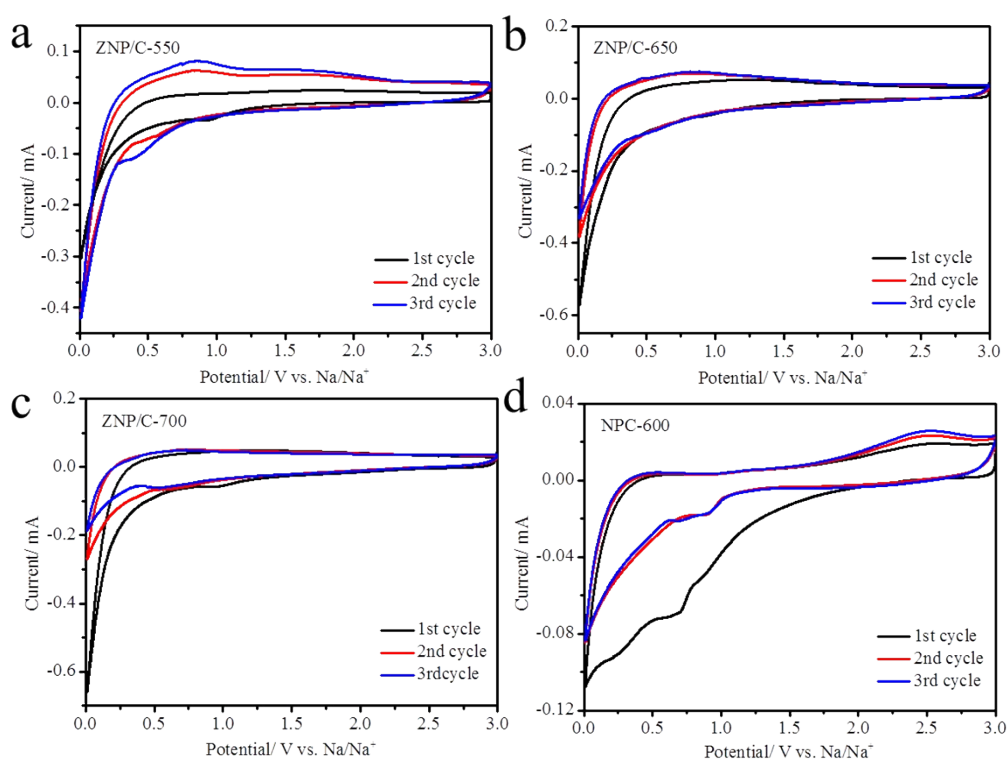 a
ZNP/C-550
0.1
0.0
-0.1
-0.2
-0.3
-0.4
Current/ mA
1st cycle
2nd cycle
3rd cycle
0.0 0.5 1.0 1.5 2.0 2.5 3.0
Potential/ V vs. Na/Na⁺
b
ZNP/C-650
0.2
0.0
-0.2
-0.4
-0.6
Current/ mA
1st cycle
2nd cycle
3rd cycle
0.0 0.5 1.0 1.5 2.0 2.5 3.0
Potential/ V vs. Na/Na⁺
c
ZNP/C-700
0.2
0.0
-0.2
-0.4
-0.6
Current/ mA
1st cycle
2nd cycle
3rdcycle
0.0 0.5 1.0 1.5 2.0 2.5 3.0
Potential/ V vs. Na/Na⁺
d
NPC-600
0.04
0.00
-0.04
-0.08
-0.12
Current/ mA
1st cycle
2nd cycle
3rd cycle
0.0 0.5 1.0 1.5 2.0 2.5 3.0
Potential/ V vs. Na/Na⁺